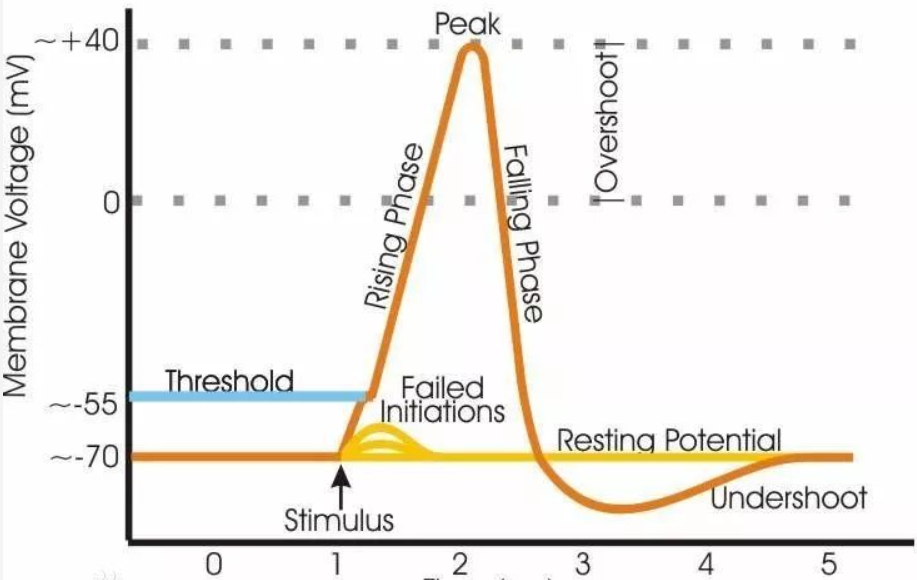 Peak
~+40
Overshoot
Membrane Voltage (mV)
0
Rising Phase
Falling Phase
Threshold
~-55
Failed
Initiations
~-70
Resting Potential
Undershoot
Stimulus
0 1 2 3 4 5